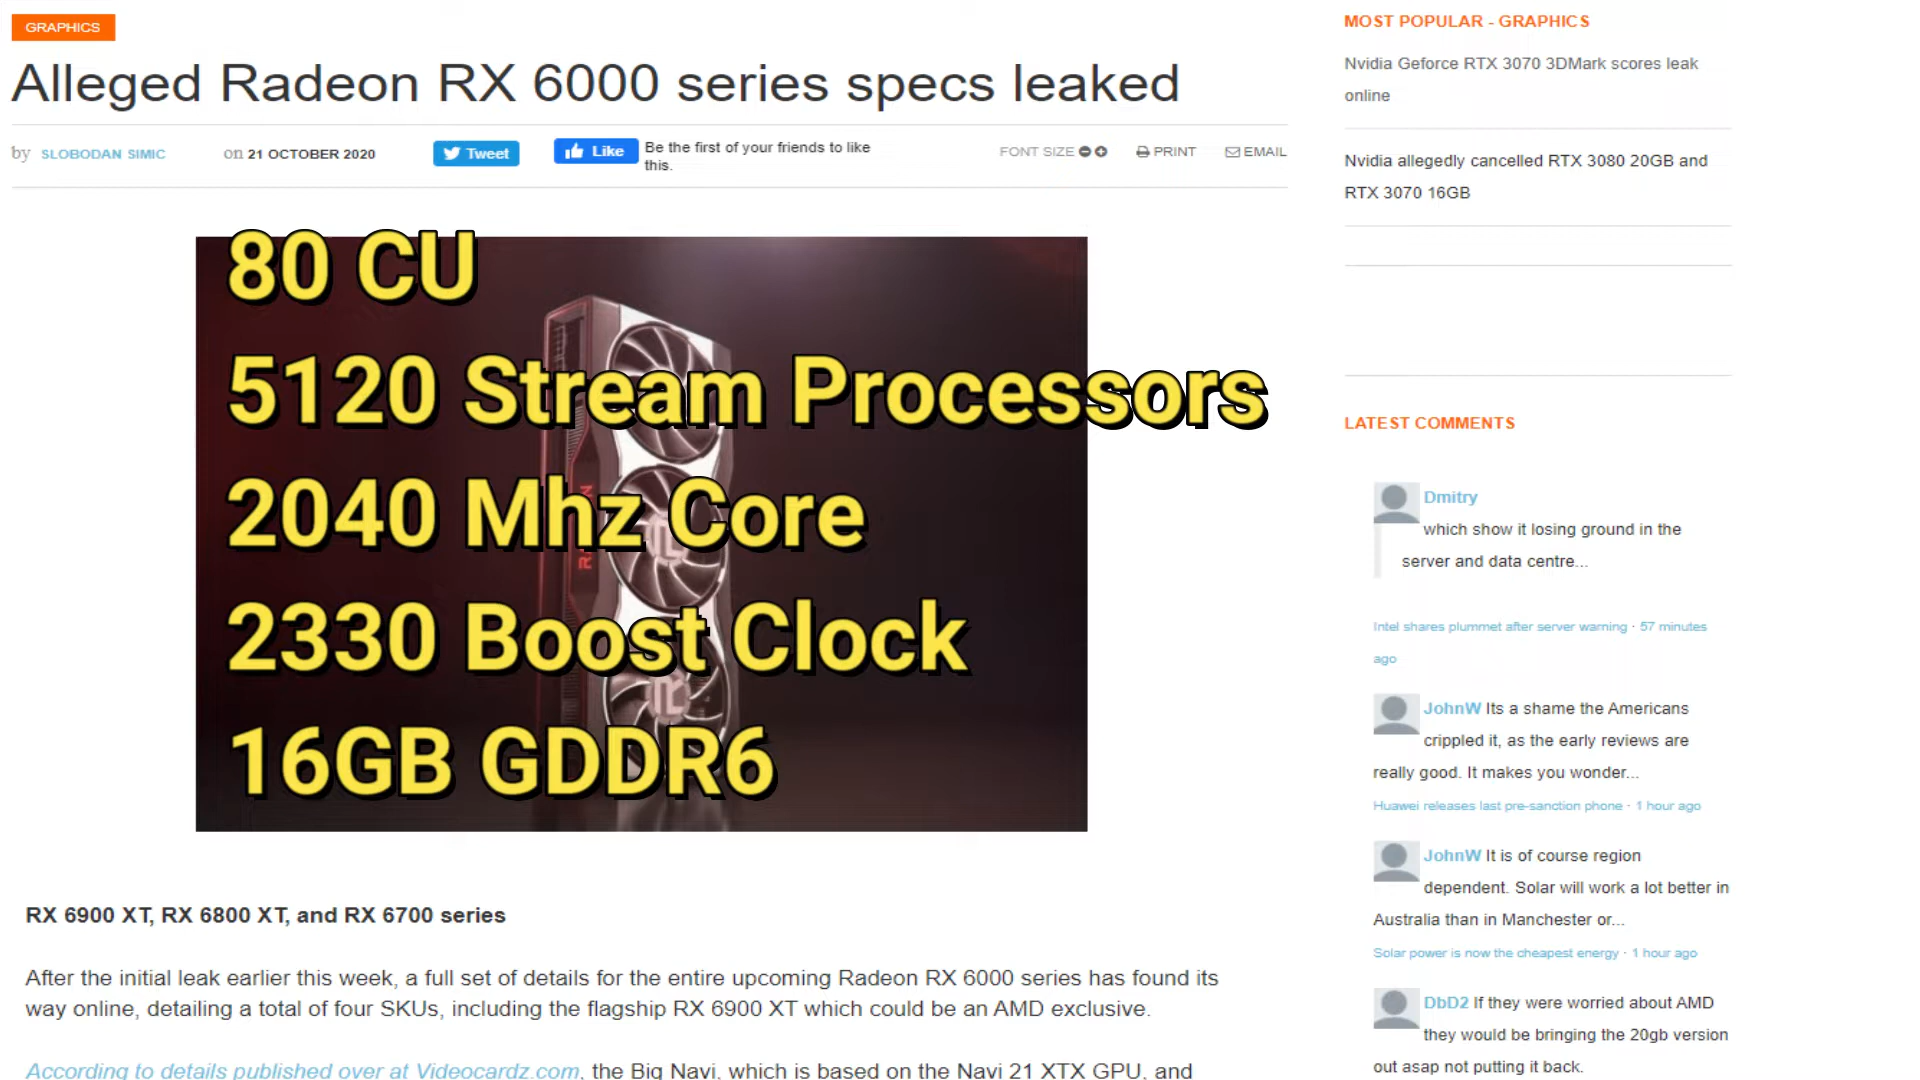 GRAPHICS
Alleged Radeon RX 6000 series specs leaked
by SLOBODAN SIMIC on 21 OCTOBER 2020 Tweet Like Be the first of your friends to like
this.
FONT SIZE PRINT EMAIL
80 CU
5120 Stream Processors
2040 Mhz Core
2330 Boost Clock
16GB GDDR6
RX 6900 XT, RX 6800 XT, and RX 6700 series
After the initial leak earlier this week, a full set of details for the entire upcoming Radeon RX 6000 series has found its
way online, detailing a total of four SKUs, including the flagship RX 6900 XT which could be an AMD exclusive.
According to details published over at Videocardz.com, the Big Navi, which is based on the Navi 21 XTX GPU, and
MOST POPULAR - GRAPHICS
Nvidia Geforce RTX 3070 3DMark scores leak
online
Nvidia allegedly cancelled RTX 3080 20GB and
RTX 3070 16GB
LATEST COMMENTS
Dmitry
which show it losing ground in the
server and data centre...
Intel shares plummet after server warning · 57 minutes
ago
JohnW Its a shame the Americans
crippled it, as the early reviews are
really good. It makes you wonder...
Huawei releases last pre-sanction phone · 1 hour ago
JohnW It is of course region
dependent. Solar will work a lot better in
Australia than in Manchester or...
Solar power is now the cheapest energy · 1 hour ago
DbD2 If they were worried about AMD
they would be bringing the 20gb version
out asap not putting it back.